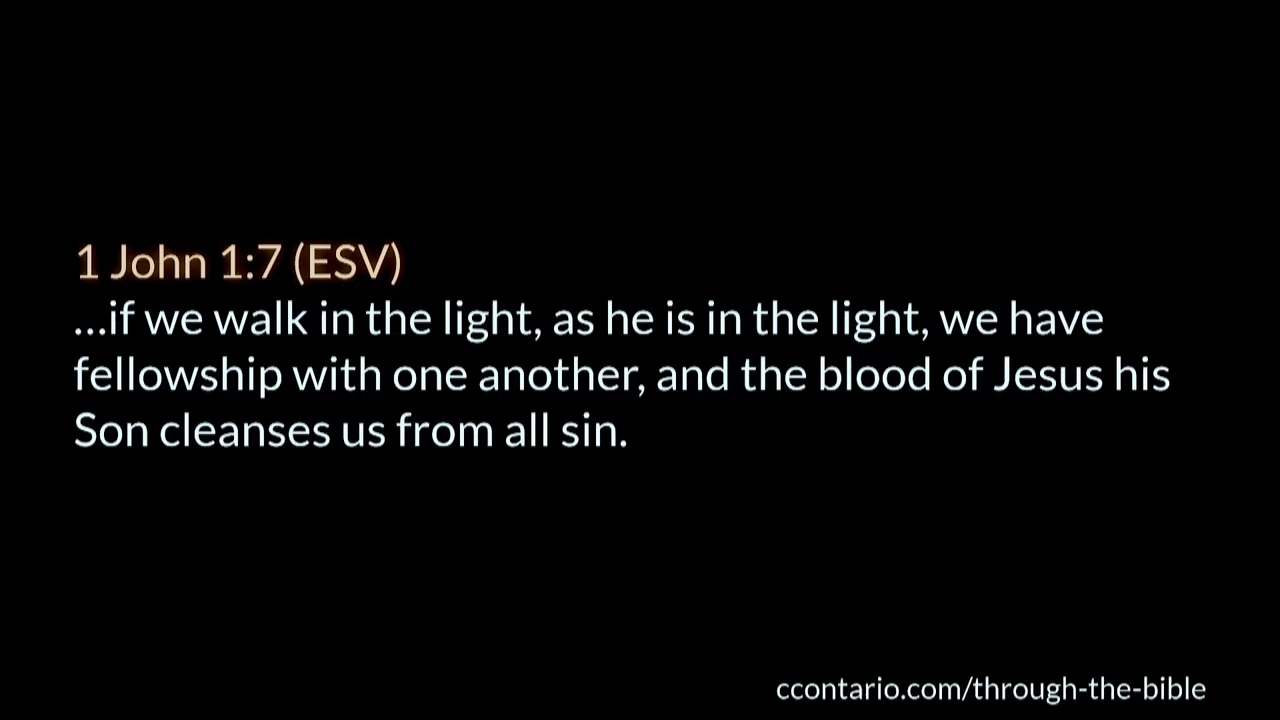 1 John 1:7 (ESV)
...if we walk in the light, as he is in the light, we have
fellowship with one another, and the blood of Jesus his
Son cleanses us from all sin.
ccontario.com/through-the-bible